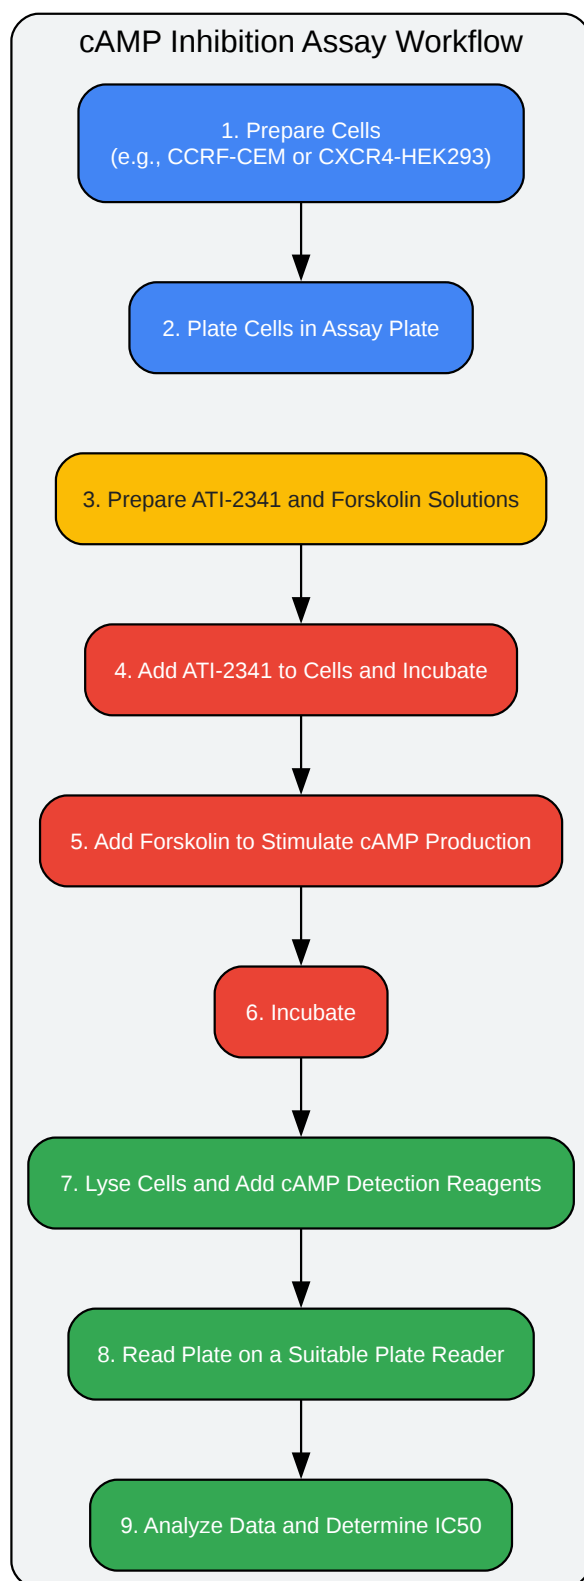 cAMP Inhibition Assay Workflow
1. Prepare Cells
(e.g., CCRF-CEM or CXCR4-HEK293)
2. Plate Cells in Assay Plate
3. Prepare ATI-2341 and Forskolin Solutions
4. Add ATI-2341 to Cells and Incubate
5. Add Forskolin to Stimulate cAMP Production
6. Incubate
7. Lyse Cells and Add cAMP Detection Reagents
8. Read Plate on a Suitable Plate Reader
9. Analyze Data and Determine IC50